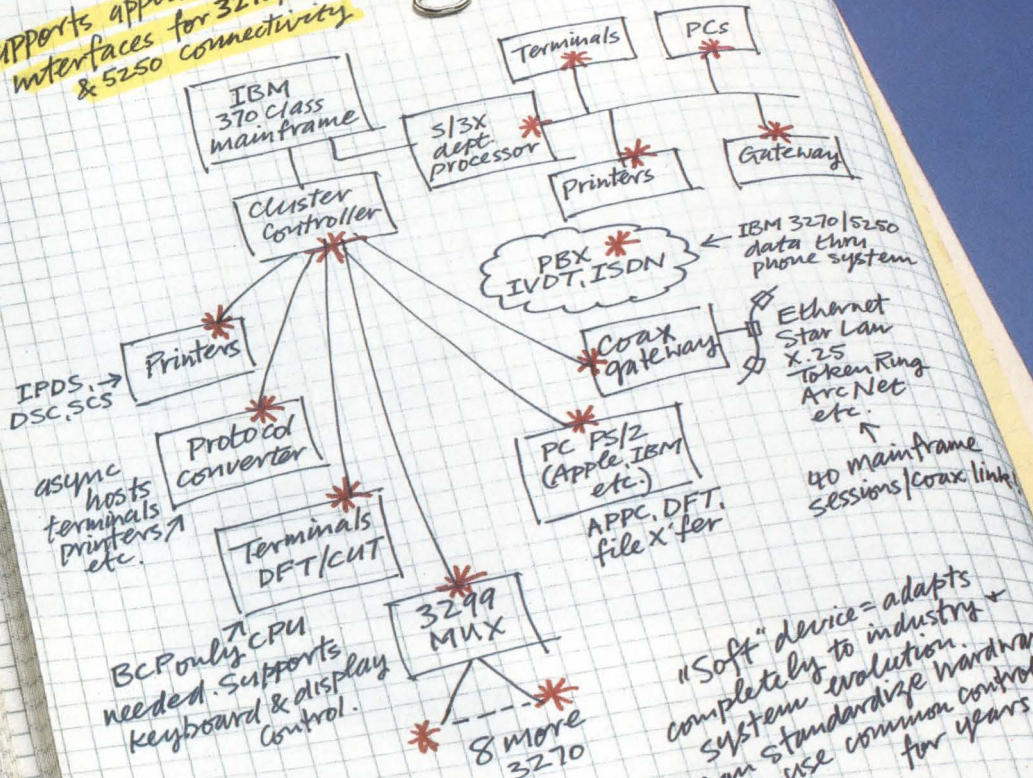 interfaces for 327
& 5250 connectivity
IBM
370 Class
mainframe
S/3X
dept.
processor
Terminals
PCs
Printers
Gateway
Cluster
Controller
PBX
IVDT, ISDN
IBM 3270/5250
data thru
phone system
Printers
IPDS,
DSC, SCS
Protocol
Converter
async
hosts
terminals
printers
etc.
Terminals
DFT/CUT
BCP only CPU
needed. Supports
keyboard & display
Control.
3299
MUX
8 more
3270
PC PS/2
(Apple, IBM
etc.)
APPC, DFT,
file X'fer
Coax
gateway
Ethernet
Star Lan
X.25
Token Ring
ArcNet
etc.
40 mainframe
sessions/coax link
"Soft" device = adapts
completely to industry
system evolution.
standardize hardwa
use common contro
for years